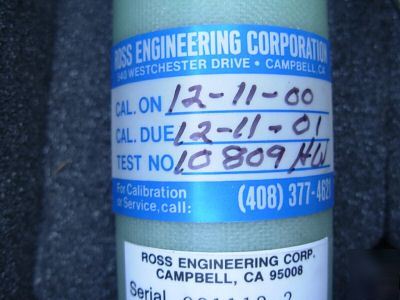 ROSS ENGINEERING CORPORATION
540 WESTCHESTER DRIVE • CAMPBELL, CA
CAL. ON 12-11-00
CAL. DUE 12-11-01
TEST NO. 10809 HW
For Calibration
or Service, call: (408) 377-4621
ROSS ENGINEERING CORP.
CAMPBELL, CA 95008
Serial